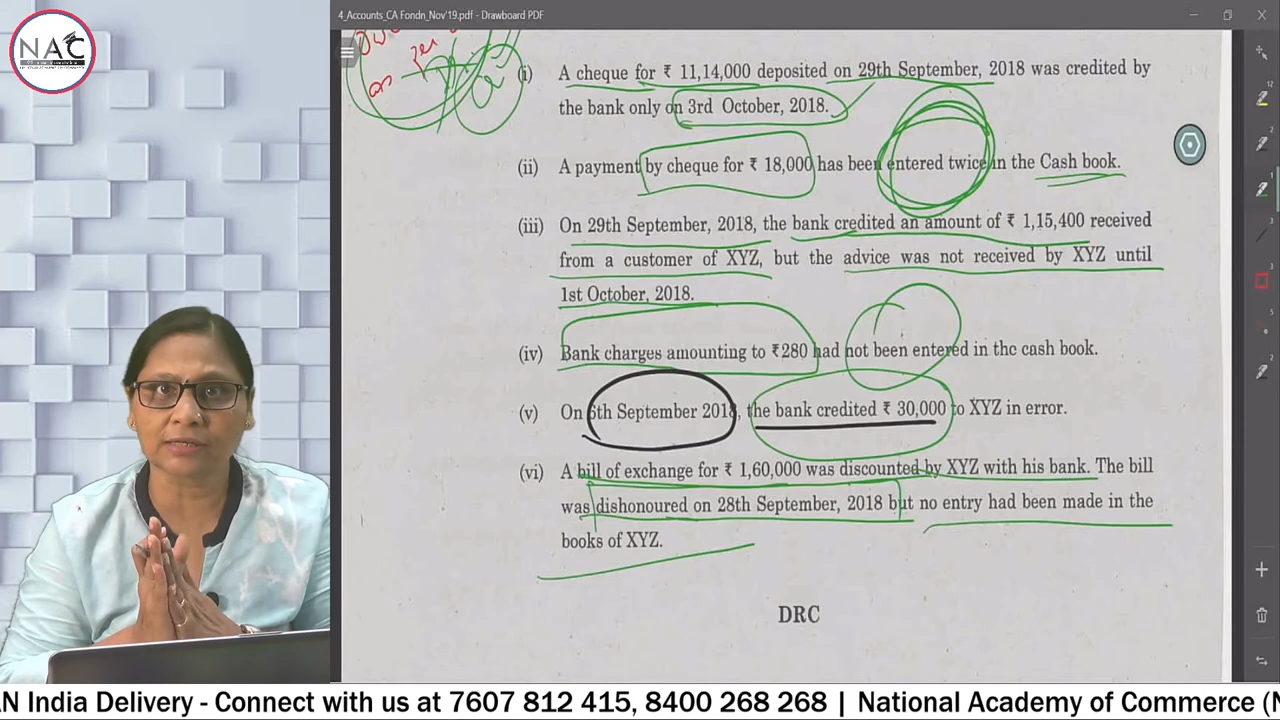 4_Accounts_CA Fondn_Nov'19.pdf - Drawboard PDF
NAC
(i) A cheque for ₹ 11,14,000 deposited on 29th September, 2018 was credited by
the bank only on 3rd October, 2018.
(ii) A payment by cheque for ₹ 18,000 has been entered twice in the Cash book.
(iii) On 29th September, 2018, the bank credited an amount of ₹ 1,15,400 received
from a customer of XYZ, but the advice was not received by XYZ until
1st October, 2018.
(iv) Bank charges amounting to ₹280 had not been entered in the cash book.
(v) On 6th September 2018, the bank credited ₹ 30,000 to XYZ in error.
(vi) A bill of exchange for ₹ 1,60,000 was discounted by XYZ with his bank. The bill
was dishonoured on 28th September, 2018 but no entry had been made in the
books of XYZ.
DRC
AN India Delivery - Connect with us at 7607 812 415, 8400 268 268 | National Academy of Commerce (N